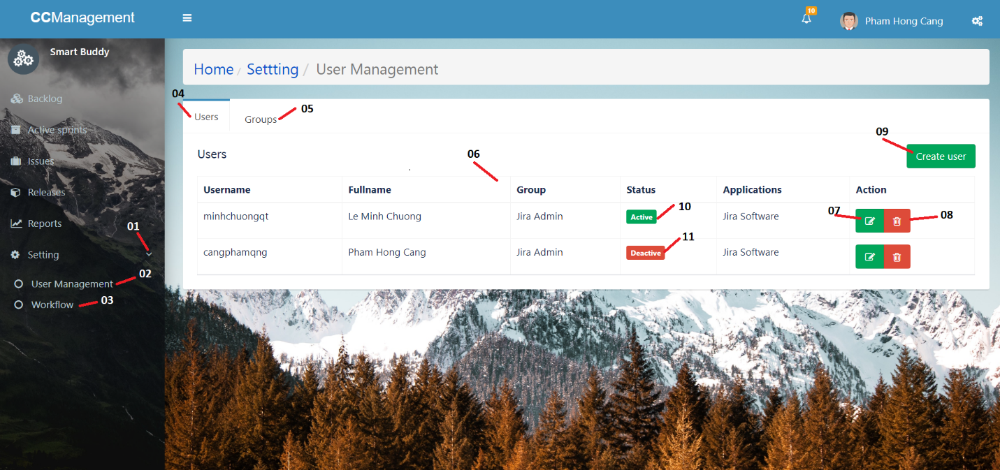 CCManagement
10
Pham Hong Cang
Smart Buddy
Home / Settting / User Management
Backlog
Active sprints
Issues
Releases
Reports
01
Setting
02
User Management
03
Workflow
04
Users
Groups
05
09
Users
06
Create user
Username Fullname Group Status Applications Action
minhchuongqt Le Minh Chuong Jira Admin Active 10 Jira Software 07 08
11
cangphamqng Pham Hong Cang Jira Admin Deactive Jira Software